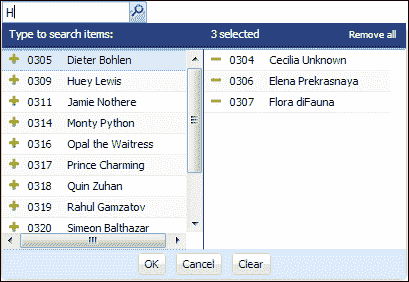 H
Type to search items:
3 selected
Remove all
0305 Dieter Bohlen
0309 Huey Lewis
0311 Jamie Nothere
0314 Monty Python
0316 Opal the Waitress
0317 Prince Charming
0318 Quin Zuhan
0319 Rahul Gamzatov
0320 Simeon Balthazar
0304 Cecilia Unknown
0306 Elena Prekrasnaya
0307 Flora diFauna
OK Cancel Clear